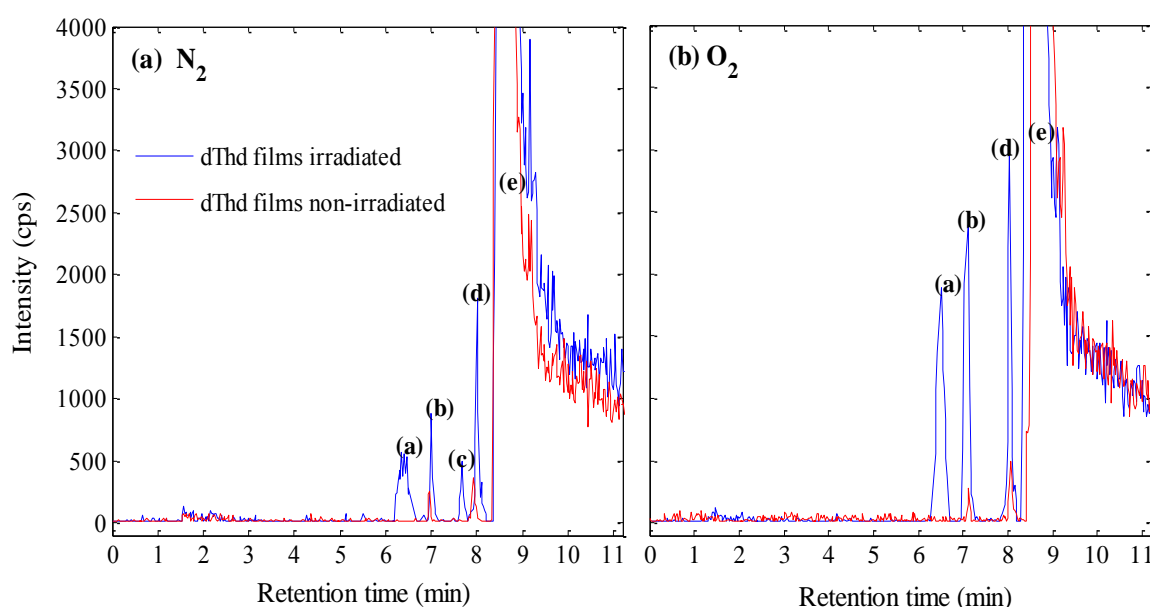 (a) N2
4000
3500
3000
2500
2000
1500
1000
500
0
Intensity (cps)
dThd films irradiated
dThd films non-irradiated
(a)
(b)
(c)
(d)
(e)
0 1 2 3 4 5 6 7 8 9 10 11
Retention time (min)
(b) O2
(a)
(b)
(d)
(e)
0 1 2 3 4 5 6 7 8 9 10 11
Retention time (min)